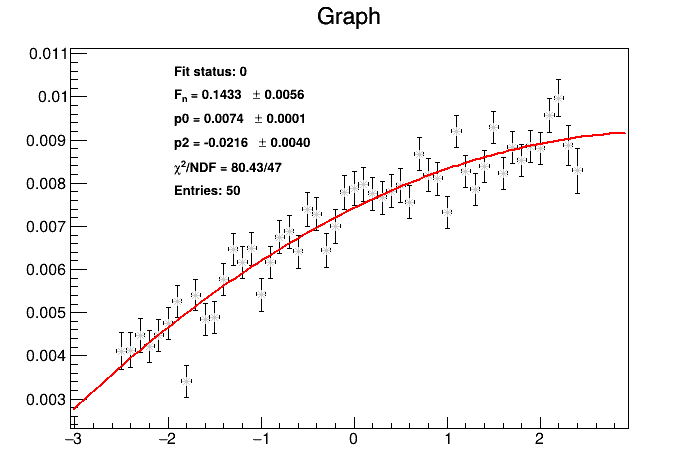 Graph
0.011
0.01
0.009
0.008
0.007
0.006
0.005
0.004
0.003
Fit status: 0
Fₙ = 0.1433 ± 0.0056
p0 = 0.0074 ± 0.0001
p2 = -0.0216 ± 0.0040
χ²/NDF = 80.43/47
Entries: 50
−3 −2 −1 0 1 2